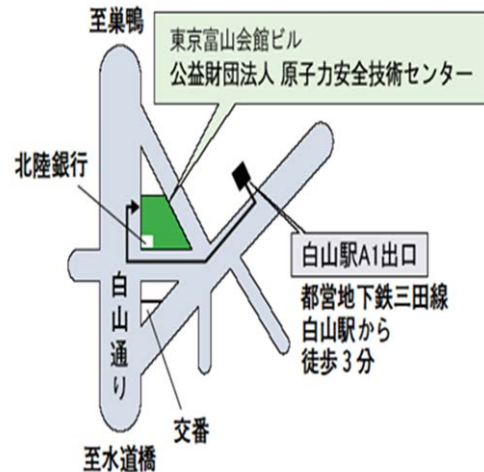 至巣鴨
東京富山会館ビル
公益財団法人 原子力安全技術センター
北陸銀行
白山駅A1出口
都営地下鉄三田線
白山駅から
徒歩3分
白山通り
交番
至水道橋